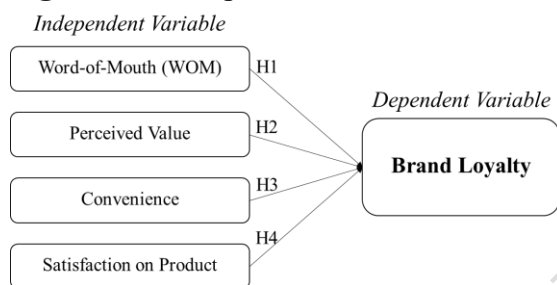 Independent Variable
Word-of-Mouth (WOM)
H1
Dependent Variable
Perceived Value
H2
Brand Loyalty
Convenience
H3
Satisfaction on Product
H4